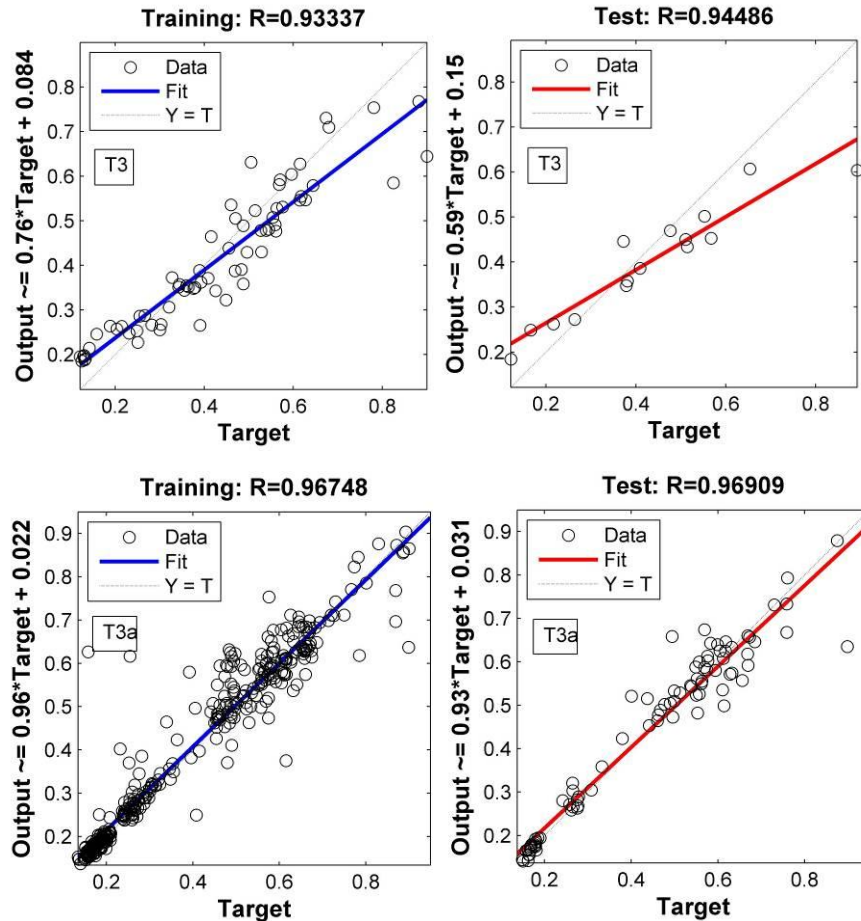 Training: R=0.93337
Output ~= 0.76*Target + 0.084
0.8
0.7
0.6
0.5
0.4
0.3
0.2
Data
Fit
Y = T
T3
0.2 0.4 0.6 0.8
Target
Test: R=0.94486
Output ~= 0.59*Target + 0.15
0.8
0.7
0.6
0.5
0.4
0.3
0.2
Data
Fit
Y = T
T3
0.2 0.4 0.6 0.8
Target
Training: R=0.96748
Output ~= 0.96*Target + 0.022
0.9
0.8
0.7
0.6
0.5
0.4
0.3
0.2
Data
Fit
Y = T
T3a
0.2 0.4 0.6 0.8
Target
Test: R=0.96909
Output ~= 0.93*Target + 0.031
0.9
0.8
0.7
0.6
0.5
0.4
0.3
0.2
Data
Fit
Y = T
T3a
0.2 0.4 0.6 0.8
Target